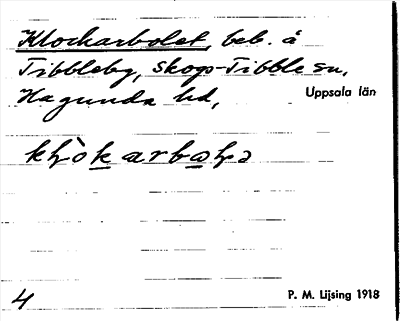 Klockarbolet, beb. å
Tibbleby, Skogs-Tibble sn,
Hagunda hd,
Uppsala län
4
P. M. Lijsing 1918